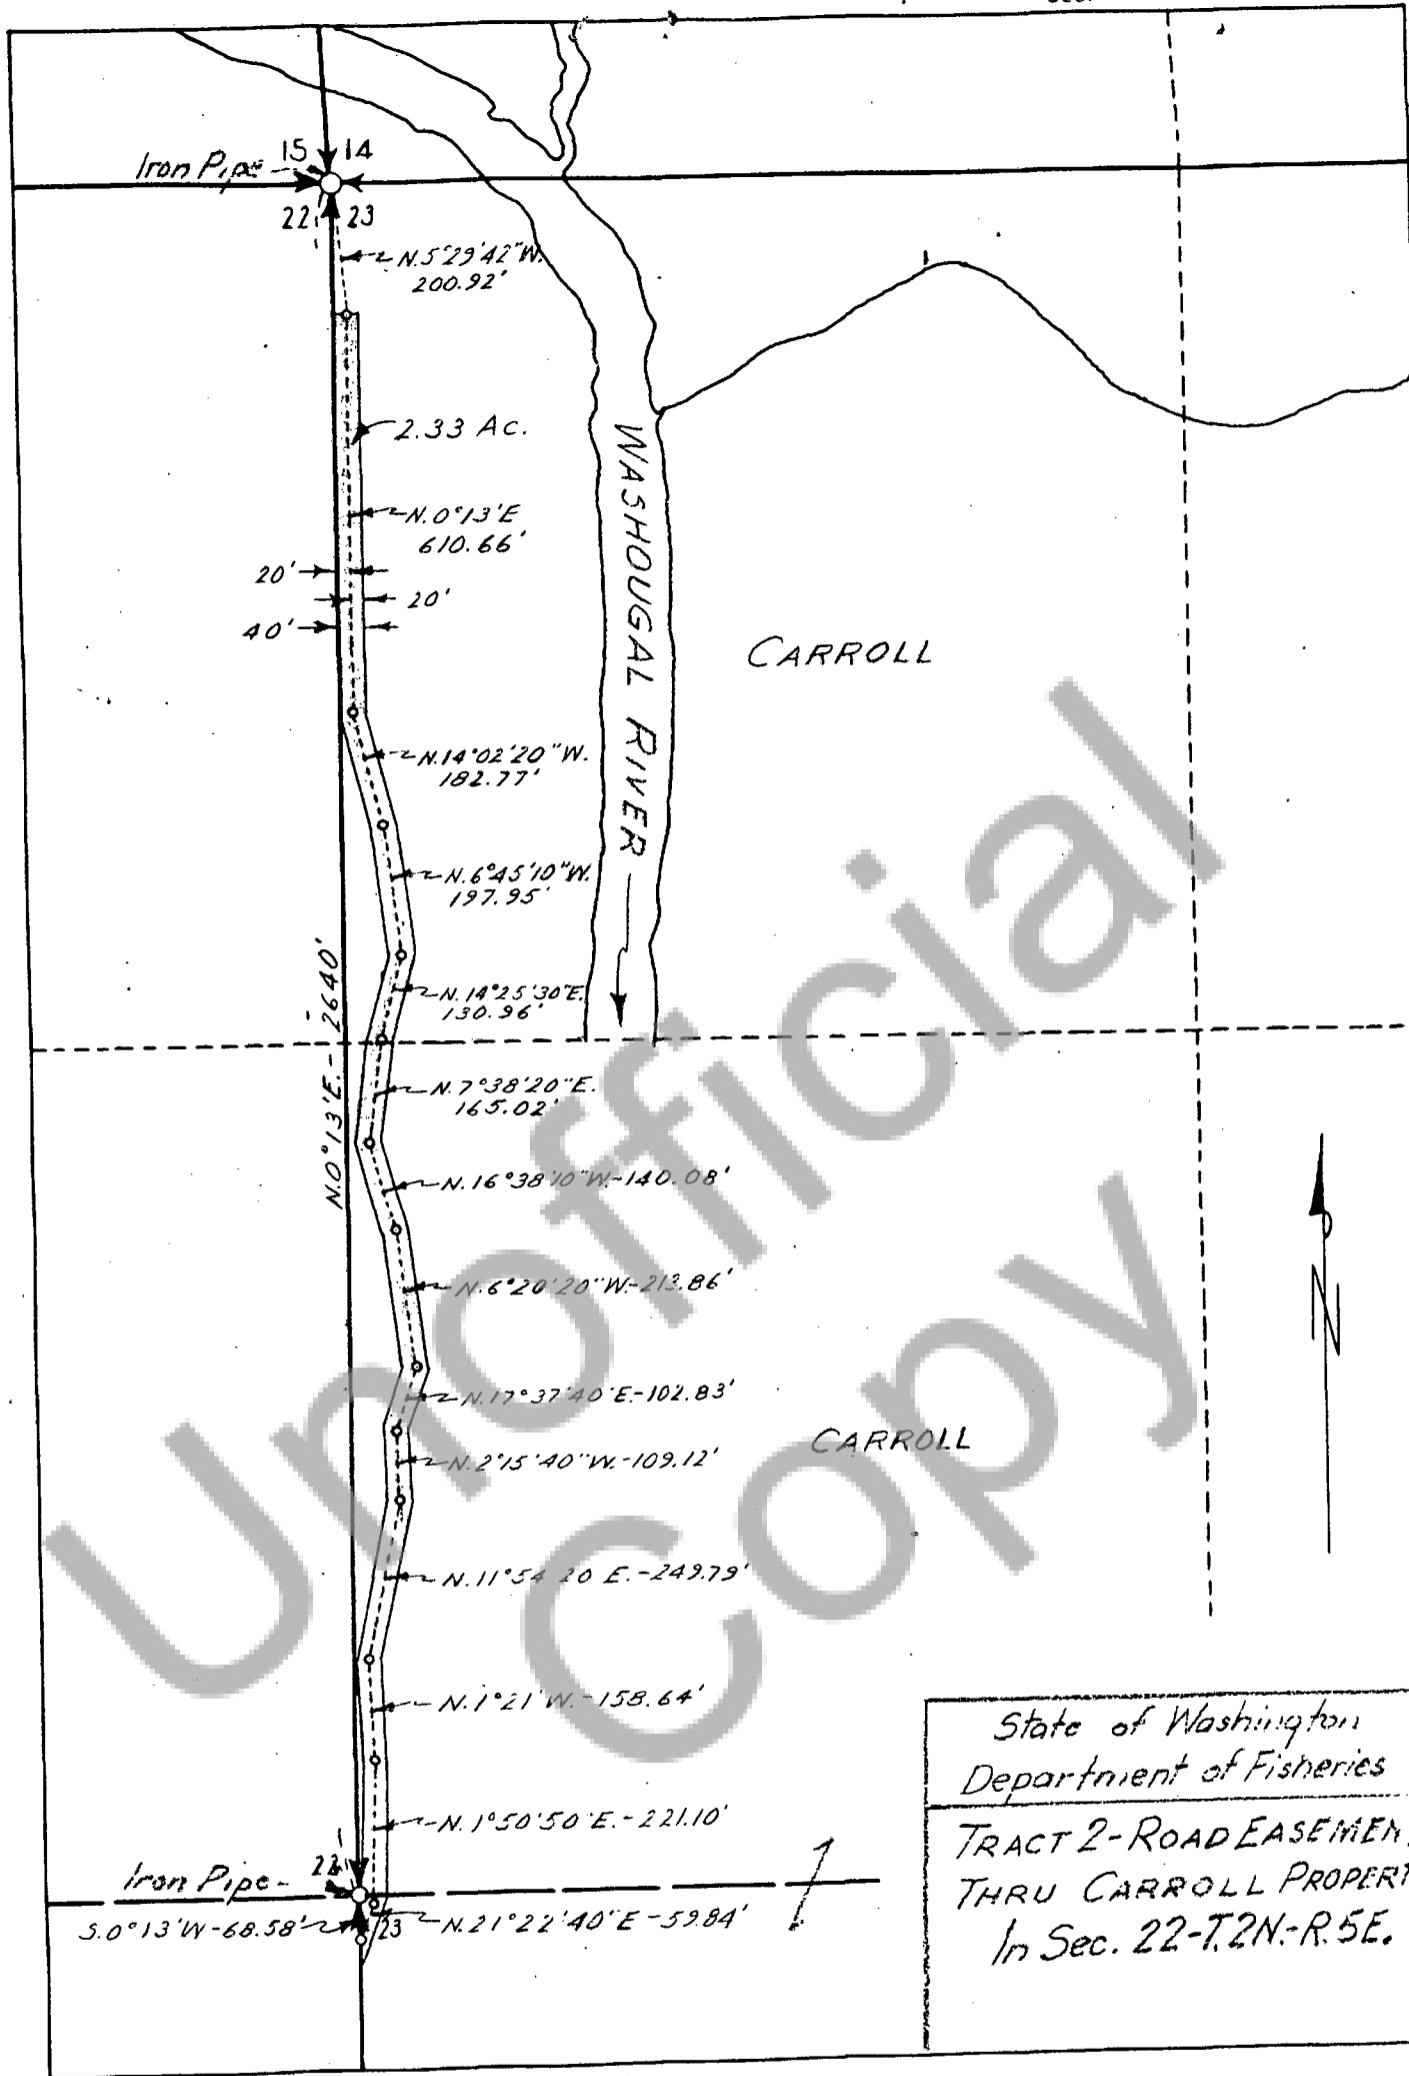 15 14
Iron Pipe
22 23
N.5°29'42"W.
200.92'
2.33 Ac.
N.0°13'E
610.66'
20'
20'
40'
WASHOUGAL RIVER
CARROLL
N.14°02'20"W.
182.77'
N.6°45'10"W.
197.95'
N.0°13'E.-2640'
N.14°25'30"E.
130.96'
N.7°38'20"E.
165.02'
N.16°38'10"W.-140.08'
N
N.6°20'20"W-213.86'
N.17°37'40"E.-102.83'
CARROLL
N.2°15'40"W.-109.12'
N.11°54'20"E.-249.79'
N.1°21'W.-158.64'
State of Washington
Department of Fisheries
N.1°50'50"E.-221.10'
TRACT 2-ROAD EASEMEN
THRU CARROLL PROPERT
In Sec. 22-T.2N.-R.5E.
Iron Pipe
22
23
S.0°13'W-68.58'
N.21°22'40"E-59.84'
1
Unofficial
Copy